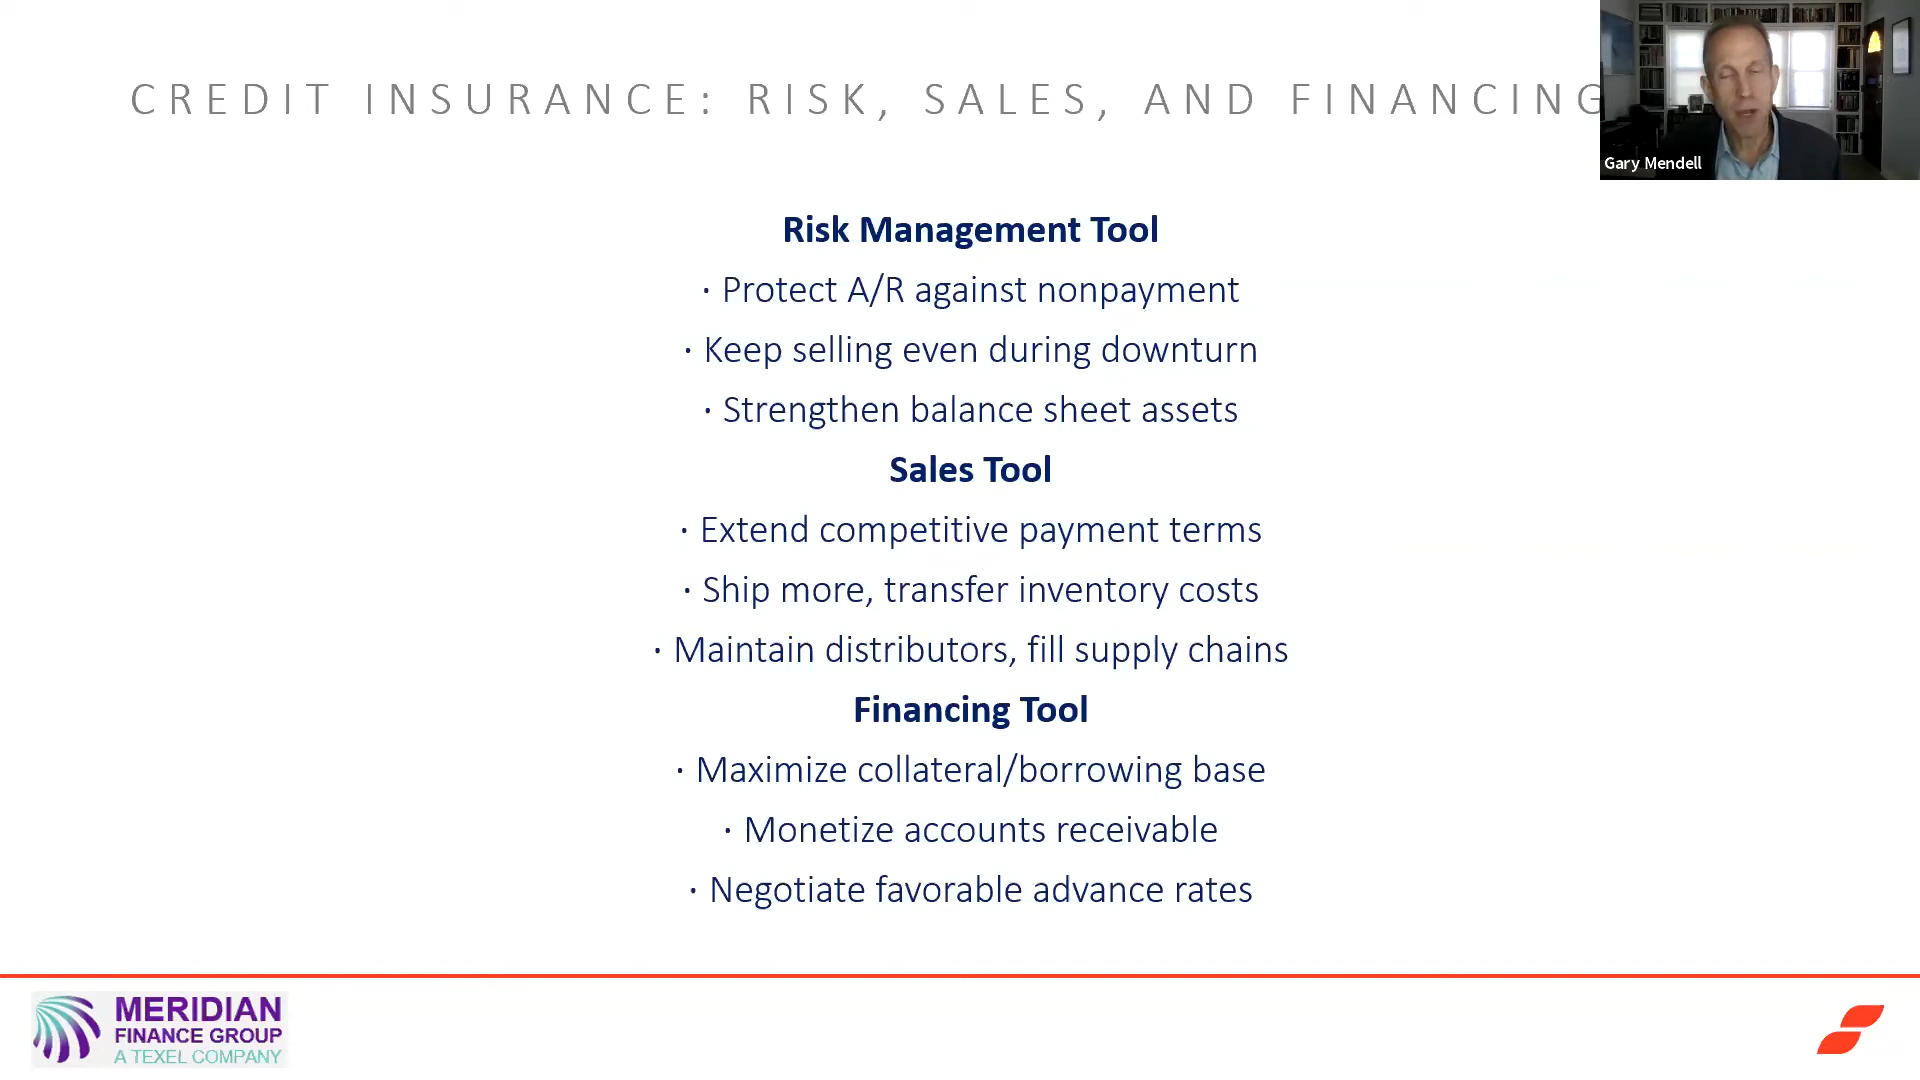 CREDIT INSURANCE: RISK, SALES, AND FINANCING
Gary Mendell
Risk Management Tool
· Protect A/R against nonpayment
· Keep selling even during downturn
· Strengthen balance sheet assets
Sales Tool
· Extend competitive payment terms
· Ship more, transfer inventory costs
· Maintain distributors, fill supply chains
Financing Tool
· Maximize collateral/borrowing base
· Monetize accounts receivable
· Negotiate favorable advance rates
MERIDIAN
FINANCE GROUP
A TEXEL COMPANY